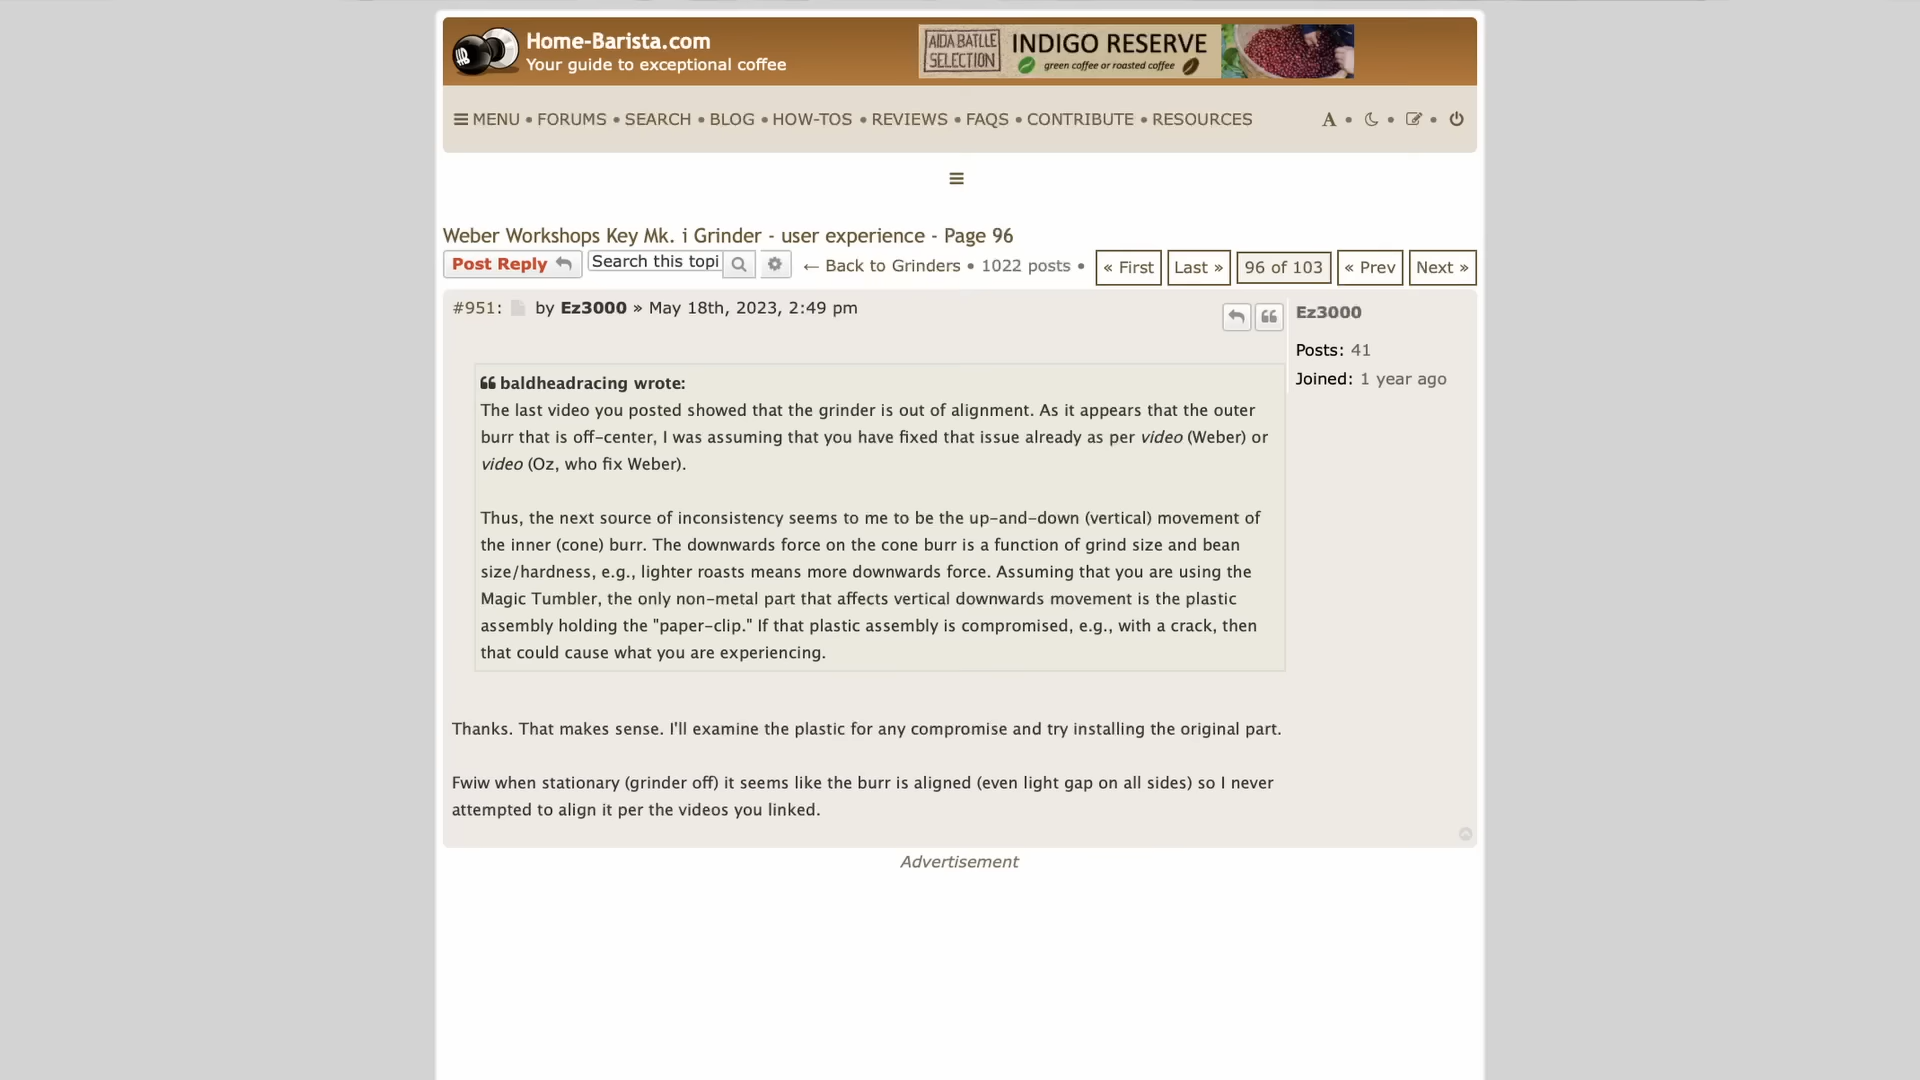 Home-Barista.com
Your guide to exceptional coffee
AIDA BATLLE
SELECTION
INDIGO RESERVE
green coffee or roasted coffee
MENU • FORUMS • SEARCH • BLOG • HOW-TOS • REVIEWS • FAQS • CONTRIBUTE • RESOURCES
A
Weber Workshops Key Mk. i Grinder - user experience - Page 96
Post Reply
Search this topi
← Back to Grinders • 1022 posts •
« First
Last »
96 of 103
« Prev
Next »
#951: by Ez3000 » May 18th, 2023, 2:49 pm
Ez3000
Posts: 41
Joined: 1 year ago
baldheadracing wrote:
The last video you posted showed that the grinder is out of alignment. As it appears that the outer
burr that is off-center, I was assuming that you have fixed that issue already as per video (Weber) or
video (Oz, who fix Weber).
Thus, the next source of inconsistency seems to me to be the up-and-down (vertical) movement of
the inner (cone) burr. The downwards force on the cone burr is a function of grind size and bean
size/hardness, e.g., lighter roasts means more downwards force. Assuming that you are using the
Magic Tumbler, the only non-metal part that affects vertical downwards movement is the plastic
assembly holding the "paper-clip." If that plastic assembly is compromised, e.g., with a crack, then
that could cause what you are experiencing.
Thanks. That makes sense. I'll examine the plastic for any compromise and try installing the original part.
Fwiw when stationary (grinder off) it seems like the burr is aligned (even light gap on all sides) so I never
attempted to align it per the videos you linked.
Advertisement